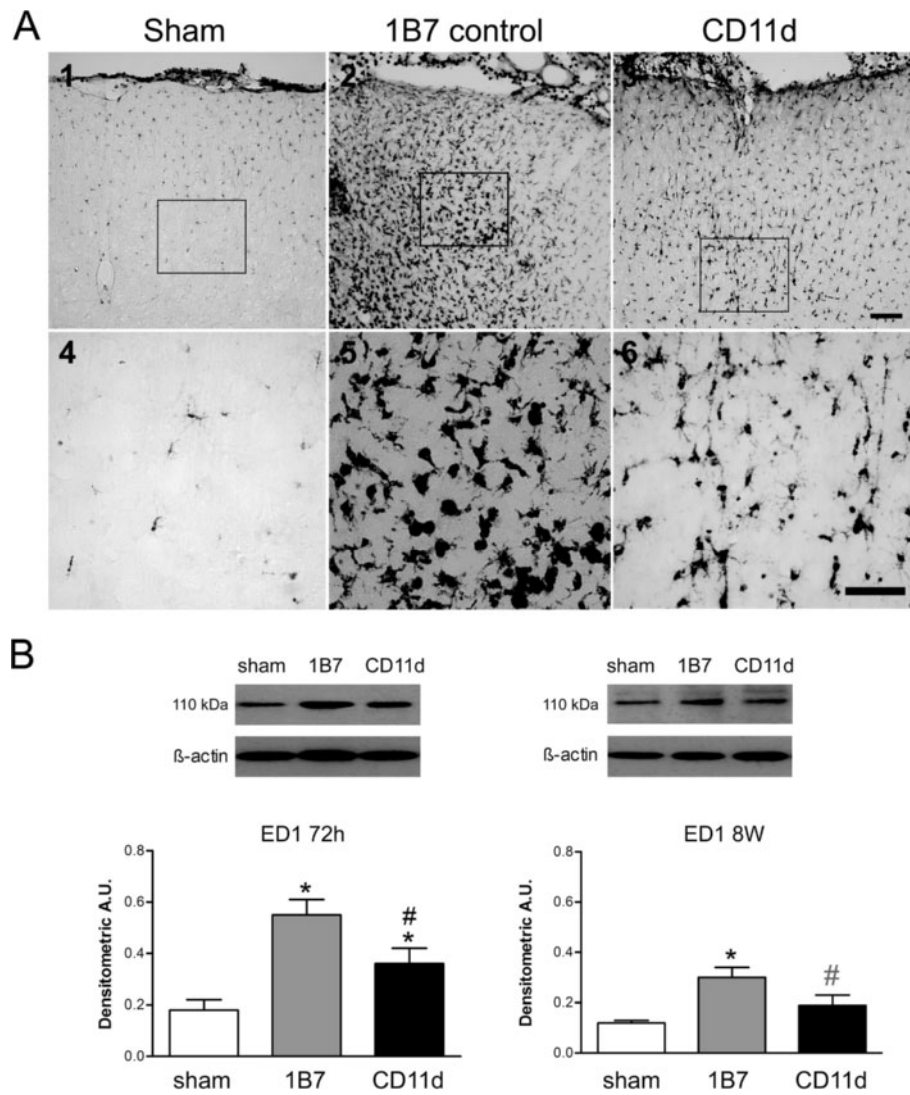 A
Sham 1B7 control CD11d
1 2
4 5 6
B
sham 1B7 CD11d sham 1B7 CD11d
110 kDa 110 kDa
ß-actin ß-actin
ED1 72h ED1 8W
Densitometric A.U.
0.8
0.6
0.4
0.2
0.0
*
#
*
sham 1B7 CD11d
Densitometric A.U.
0.8
0.6
0.4
0.2
0.0
*
#
sham 1B7 CD11d